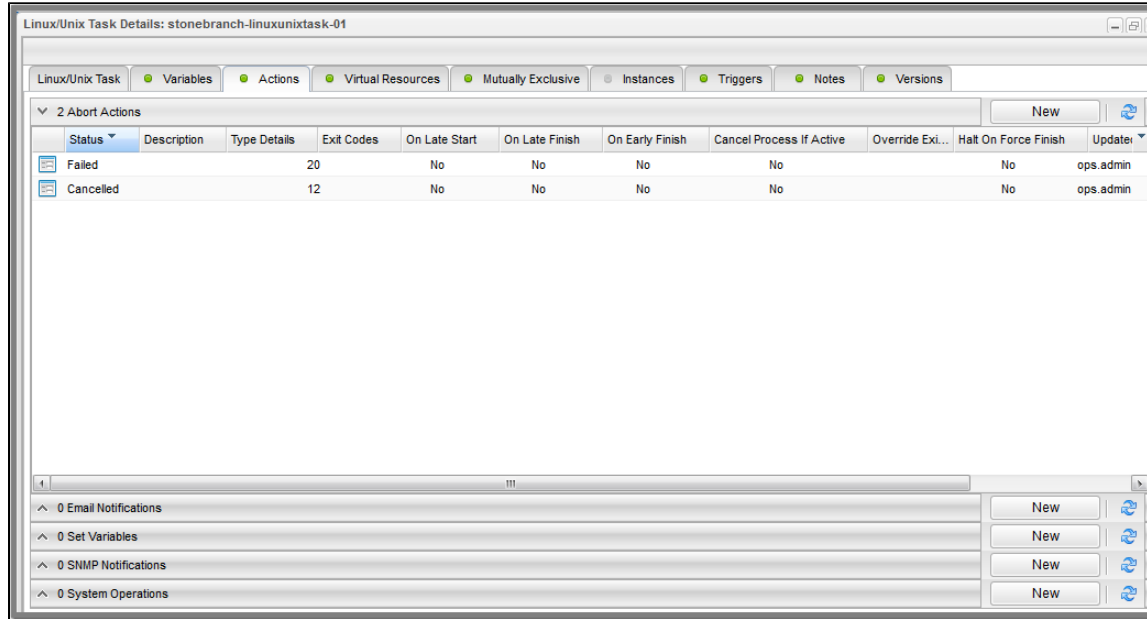 Linux/Unix Task Details: stonebranch-linuxunixtask-01
Linux/Unix Task Variables Actions Virtual Resources Mutually Exclusive Instances Triggers Notes Versions
2 Abort Actions New
Status Description Type Details Exit Codes On Late Start On Late Finish On Early Finish Cancel Process If Active Override Exi... Halt On Force Finish Updated
Failed 20 No No No No No ops.admin
Cancelled 12 No No No No No ops.admin
0 Email Notifications New
0 Set Variables New
0 SNMP Notifications New
0 System Operations New